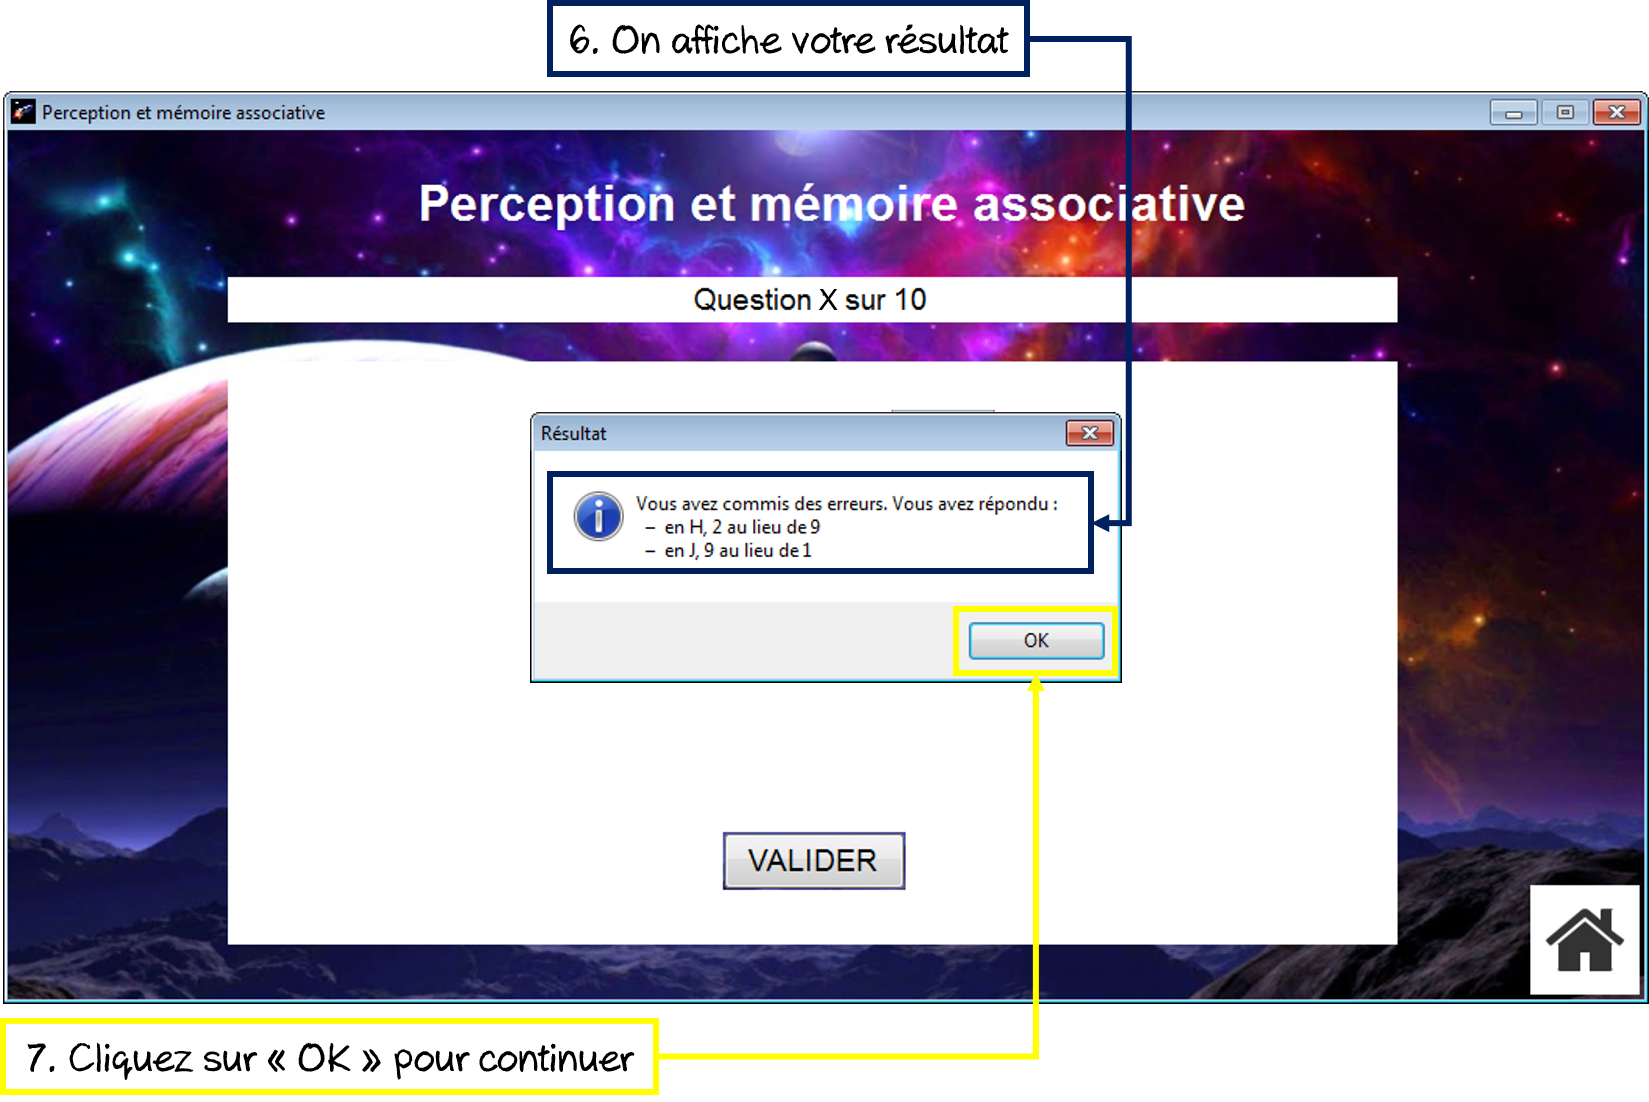 6. On affiche votre résultat
Perception et mémoire associative
Perception et mémoire associative
Question X sur 10
Résultat
Vous avez commis des erreurs. Vous avez répondu :
– en H, 2 au lieu de 9
– en J, 9 au lieu de 1
OK
VALIDER
7. Cliquez sur « OK » pour continuer